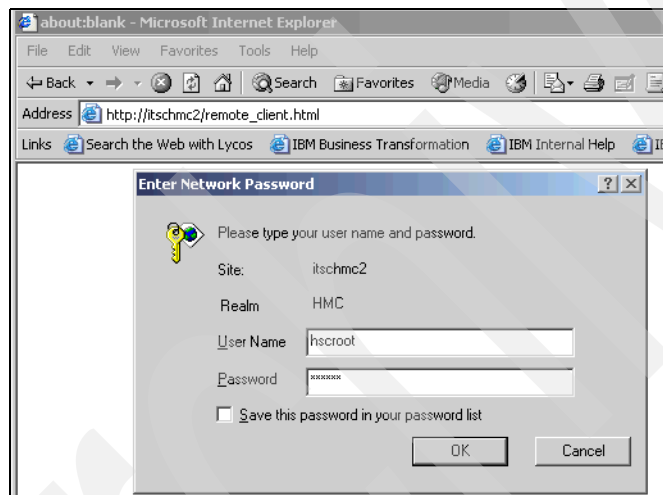 about:blank - Microsoft Internet Explorer
File Edit View Favorites Tools Help
Back Search Favorites Media
Address http://itschmc2/remote_client.html
Links Search the Web with Lycos IBM Business Transformation IBM Internal Help
Enter Network Password
Please type your user name and password.
Site: itschmc2
Realm HMC
User Name hscroot
Password xxxxxx
Save this password in your password list
OK Cancel